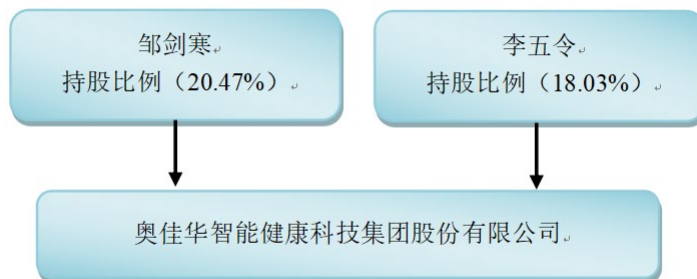 邹剑寒
持股比例（20.47%）
李五令
持股比例（18.03%）
奥佳华智能健康科技集团股份有限公司